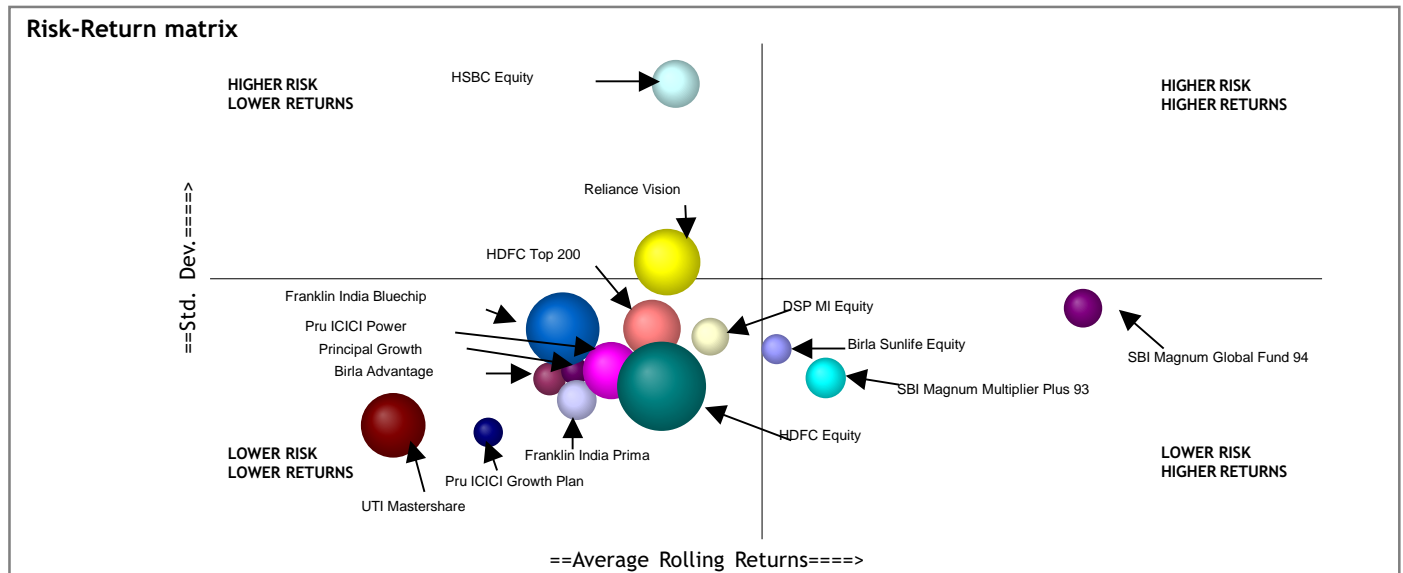 Risk-Return matrix
HIGHER RISK
LOWER RETURNS
HSBC Equity
HIGHER RISK
HIGHER RETURNS
Reliance Vision
HDFC Top 200
Franklin India Bluechip
DSP MI Equity
Pru ICICI Power
Principal Growth
Birla Sunlife Equity
SBI Magnum Global Fund 94
Birla Advantage
SBI Magnum Multiplier Plus 93
HDFC Equity
LOWER RISK
LOWER RETURNS
Franklin India Prima
LOWER RISK
HIGHER RETURNS
Pru ICICI Growth Plan
UTI Mastershare
==Std. Dev.=====>
==Average Rolling Returns====>